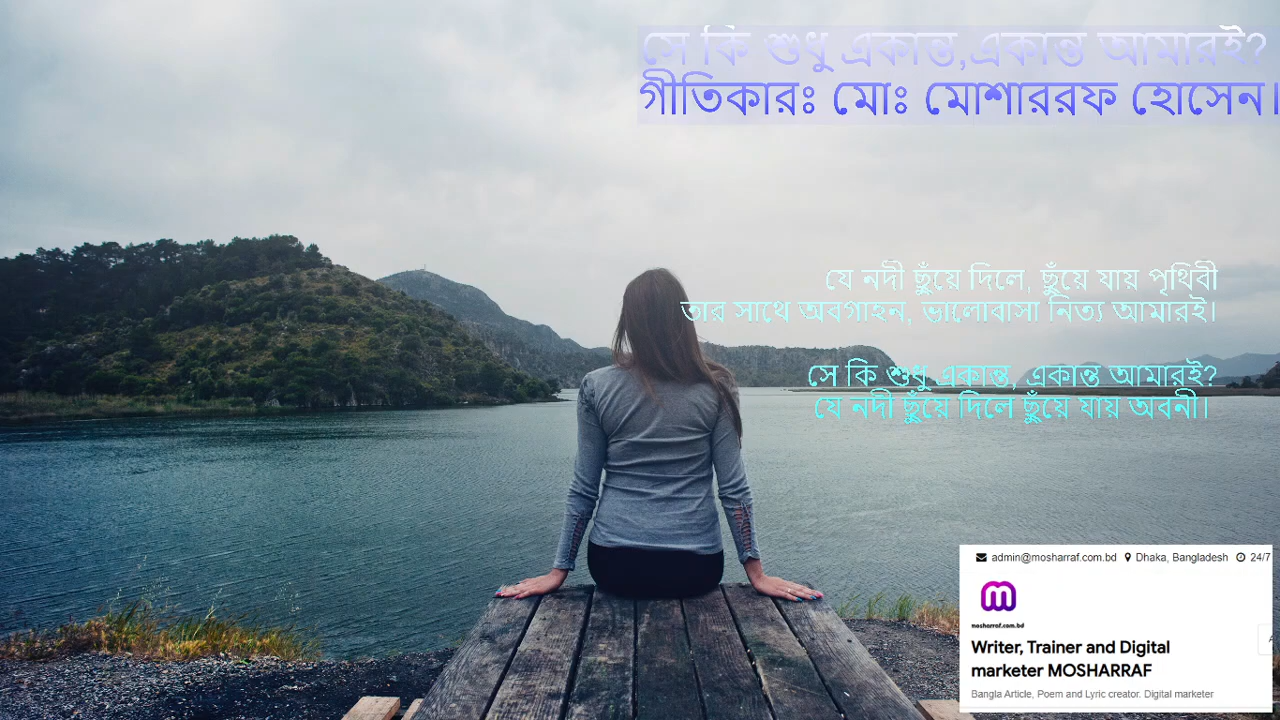 সে কি শুধু একান্ত,একান্ত আমারই?
গীতিকারঃ মোঃ মোশাররফ হোসেন।
যে নদী ছুঁয়ে দিলে, ছুঁয়ে যায় পৃথিবী
তার সাথে অবগাহন, ভালোবাসা নিত্য আমারই।
সে কি শুধু একান্ত, একান্ত আমারই?
যে নদী ছুঁয়ে দিলে ছুঁয়ে যায় অবনী।
admin@mosharraf.com.bd Dhaka, Bangladesh 24/7
mosharraf.com.bd
Writer, Trainer and Digital
marketer MOSHARRAF
Bangla Article, Poem and Lyric creator. Digital marketer